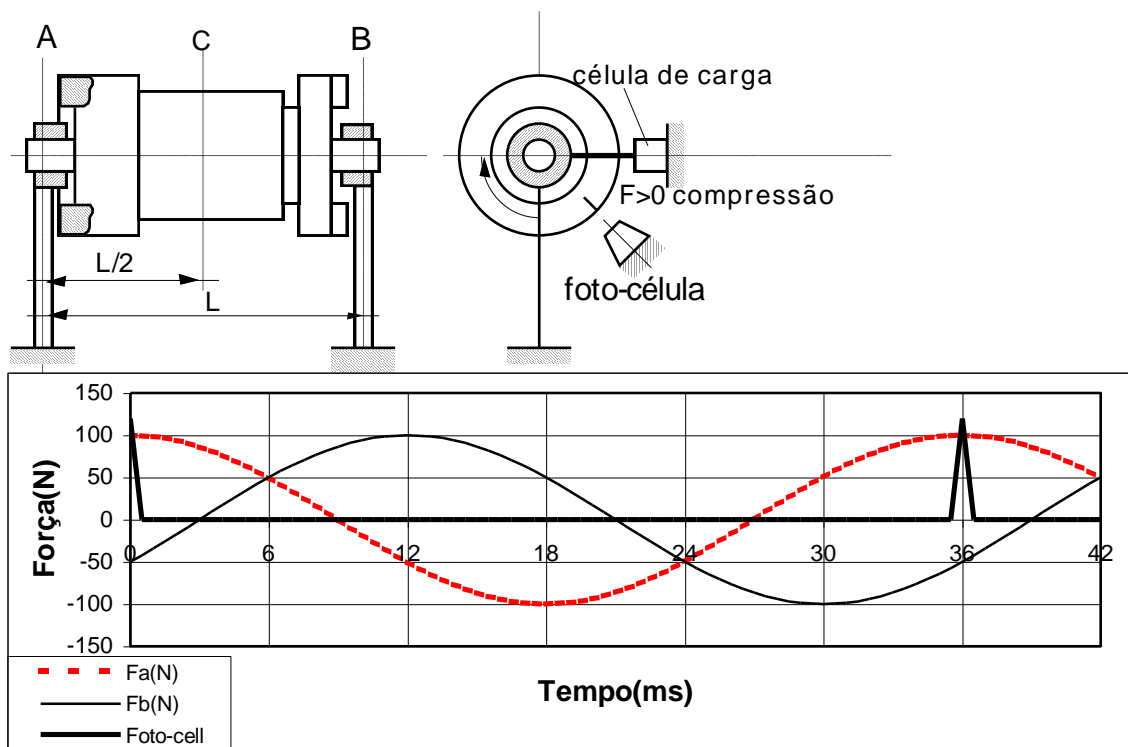 A
C
B
célula de carga
F>0 compressão
foto-célula
L/2
L
150
100
50
0
-50
-100
-150
0 6 12 18 24 30 36 42
Força(N)
Tempo(ms)
Fa(N)
Fb(N)
Foto-cell